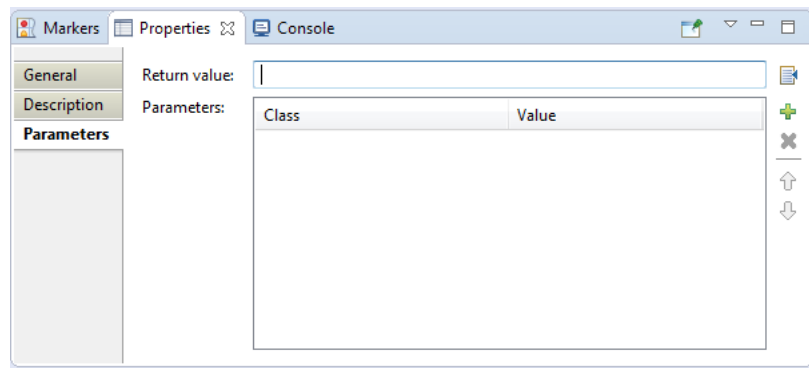 Markers Properties Console
General Return value:
Description Parameters: Class Value
Parameters